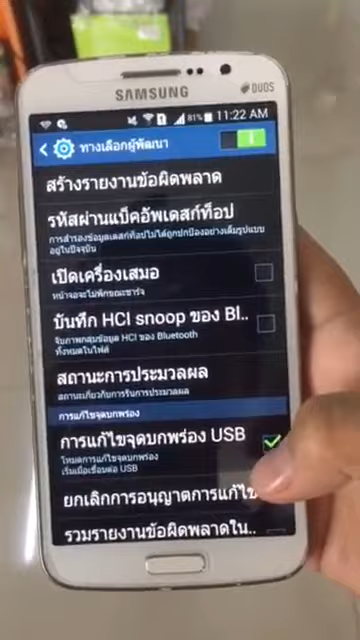 SAMSUNG
DUOS
81% 11:22 AM
ทางเลือกผู้พัฒนา
สร้างรายงานข้อผิดพลาด
รหัสผ่านแบ็คอัพเดสก์ท็อป
การสำรองข้อมูลเดสก์ท็อปไม่ได้ถูกปกป้องอย่างเต็มรูปแบบ
อยู่ในปัจจุบัน
เปิดเครื่องเสมอ
หน้าจอจะไม่พักขณะชาร์จ
บันทึก HCI snoop ของ Bl..
จับภาพกลุ่มข้อมูล HCI ของ Bluetooth
ทั้งหมดในไฟล์
สถานะการประมวลผล
สถานะเกี่ยวกับการรันการประมวลผล
การแก้ไขจุดบกพร่อง
การแก้ไขจุดบกพร่อง USB
โหมดการแก้ไขจุดบกพร่อง
เริ่มเมื่อเชื่อมต่อ USB
ยกเลิกการอนุญาตการแก้ไข
รวมรายงานข้อผิดพลาดใน..